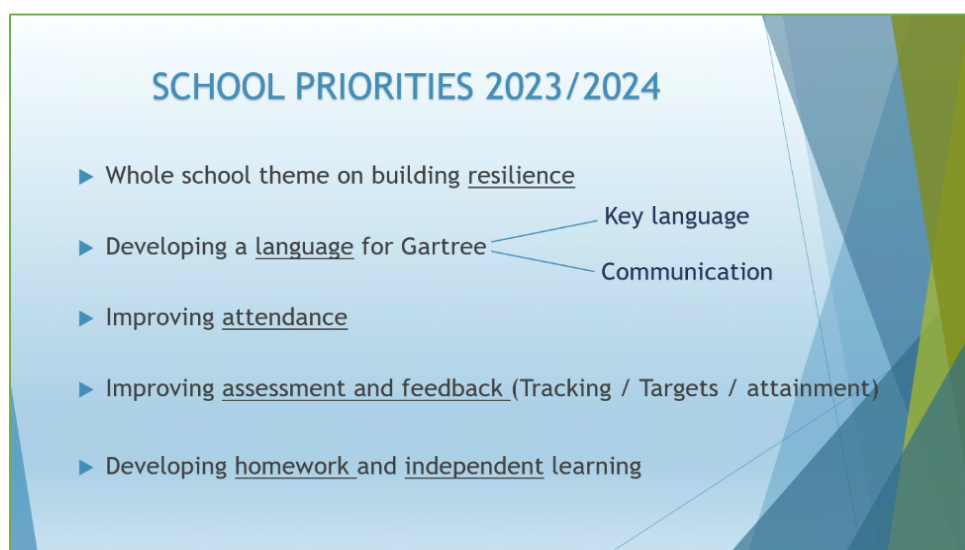 SCHOOL PRIORITIES 2023/2024
Whole school theme on building resilience
Key language
Developing a language for Gartree
Communication
Improving attendance
Improving assessment and feedback (Tracking / Targets / attainment)
Developing homework and independent learning